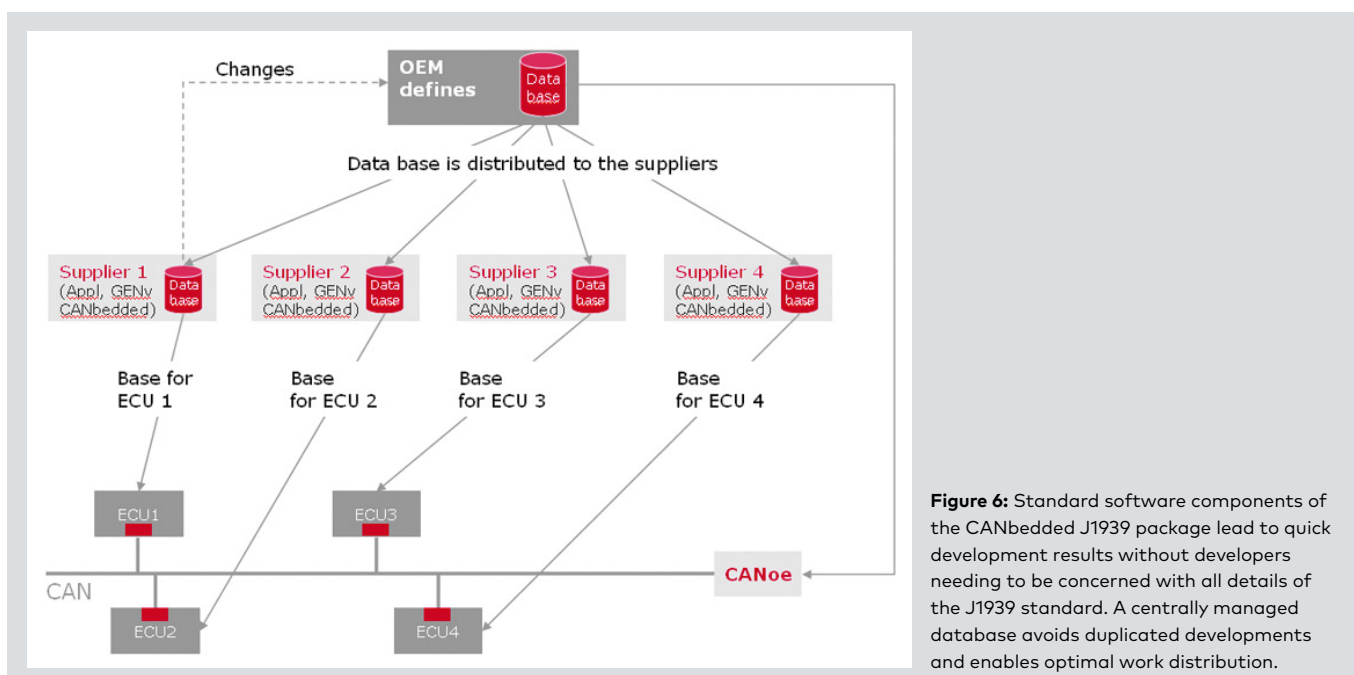 Changes
OEM
defines
Data
base
Data base is distributed to the suppliers
Supplier 1
(Appl, GENy
CANbedded)
Data
base
Supplier 2
(Appl, GENy
CANbedded)
Data
base
Supplier 3
(Appl, GENy
CANbedded)
Data
base
Supplier 4
(Appl, GENy
CANbedded)
Data
base
Base for
ECU 1
Base
for ECU 2
Base
for ECU 3
Base
for ECU 4
ECU1
ECU3
CAN
CANoe
ECU2
ECU4
Figure 6: Standard software components of
the CANbedded J1939 package lead to quick
development results without developers
needing to be concerned with all details of
the J1939 standard. A centrally managed
database avoids duplicated developments
and enables optimal work distribution.